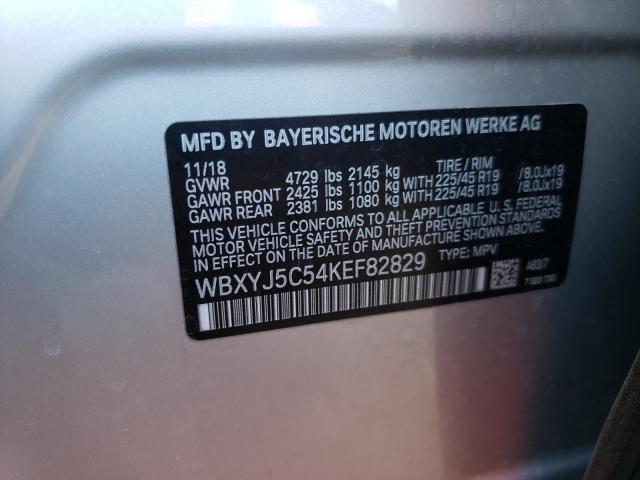 MFD BY BAYERISCHE MOTOREN WERKE AG
11/18 TIRE / RIM
GVWR 4729 lbs 2145 kg
GAWR FRONT 2425 lbs 1100 kg WITH 225/45 R19 /8.0Jx19
GAWR REAR 2381 lbs 1080 kg WITH 225/45 R19 /8.0Jx19
THIS VEHICLE CONFORMS TO ALL APPLICABLE U.S. FEDERAL
MOTOR VEHICLE SAFETY AND THEFT PREVENTION STANDARDS
IN EFFECT ON THE DATE OF MANUFACTURE SHOWN ABOVE.
WBXYJ5C54KEF82829 TYPE: MPV